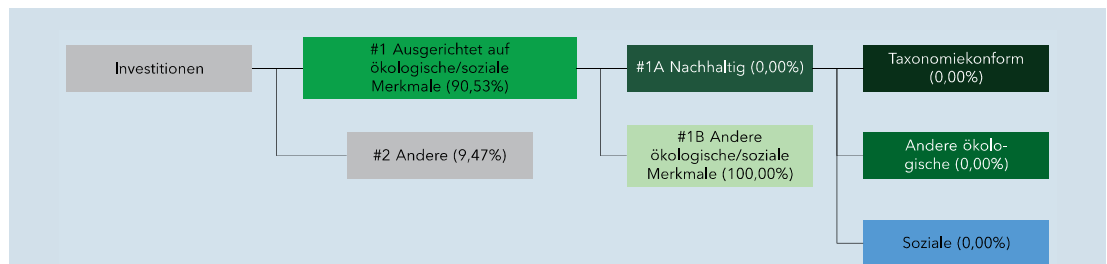 Investitionen
#1 Ausgerichtet auf
ökologische/soziale
Merkmale (90,53%)
#1A Nachhaltig (0,00%)
Taxonomiekonform
(0,00%)
#2 Andere (9,47%)
#1B Andere
ökologische/soziale
Merkmale (100,00%)
Andere ökolo-
gische (0,00%)
Soziale (0,00%)